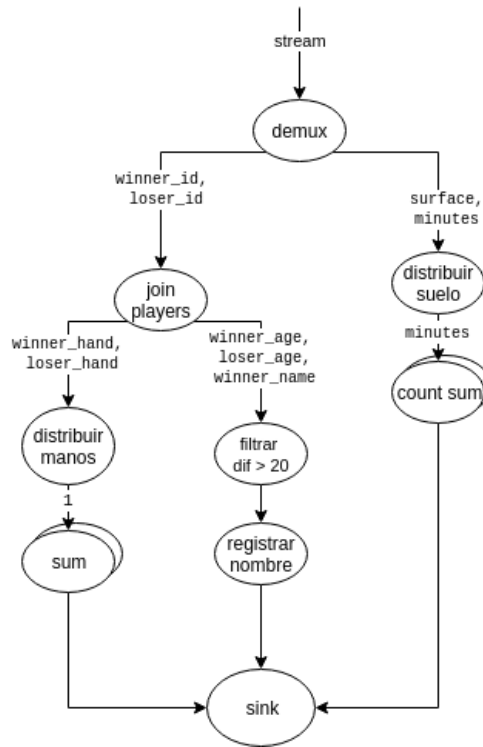 stream
demux
winner_id,
loser_id
surface,
minutes
join
players
distribuir
suelo
winner_hand,
loser_hand
winner_age,
loser_age,
winner_name
minutes
count sum
distribuir
manos
filtrar
dif > 20
1
sum
registrar
nombre
sink